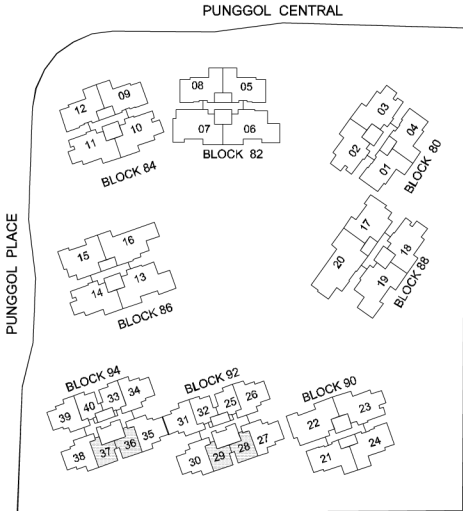 PUNGGOL CENTRAL
PUNGGOL PLACE
12 09
11 10
BLOCK 84
08 05
07 06
BLOCK 82
03
04
02
01
BLOCK 80
17
18
20
19
BLOCK 88
15 16
14 13
BLOCK 86
BLOCK 94
39 40 33 34
38 37 36 35
BLOCK 92
31 32 25 26
30 29 28 27
BLOCK 90
22 23
21 24